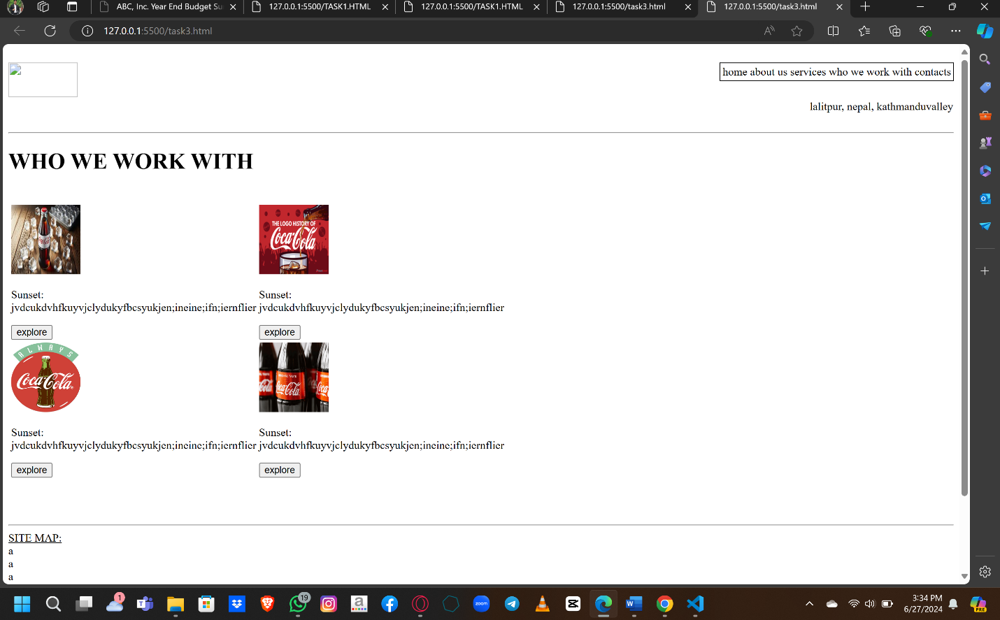 ABC, Inc. Year End Budget Su
127.0.0.1:5500/TASK1.HTML
127.0.0.1:5500/TASK1.HTML
127.0.0.1:5500/task3.html
127.0.0.1:5500/task3.html
127.0.0.1:5500/task3.html
home about us services who we work with contacts
lalitpur, nepal, kathmanduvalley
WHO WE WORK WITH
THE LOGO HISTORY OF
Coca-Cola
Sunset:
jvdcukdvhfkuyvjclydukyfbcsyukjen;ineine;ifn;iernflier
explore
Sunset:
jvdcukdvhfkuyvjclydukyfbcsyukjen;ineine;ifn;iernflier
explore
ALWAYS
Coca-Cola
ORIGINAL TASTE
Coca-Cola
Sunset:
jvdcukdvhfkuyvjclydukyfbcsyukjen;ineine;ifn;iernflier
explore
Sunset:
jvdcukdvhfkuyvjclydukyfbcsyukjen;ineine;ifn;iernflier
explore
SITE MAP:
a
a
a
1
19
zoom
3:34 PM
6/27/2024
PRE